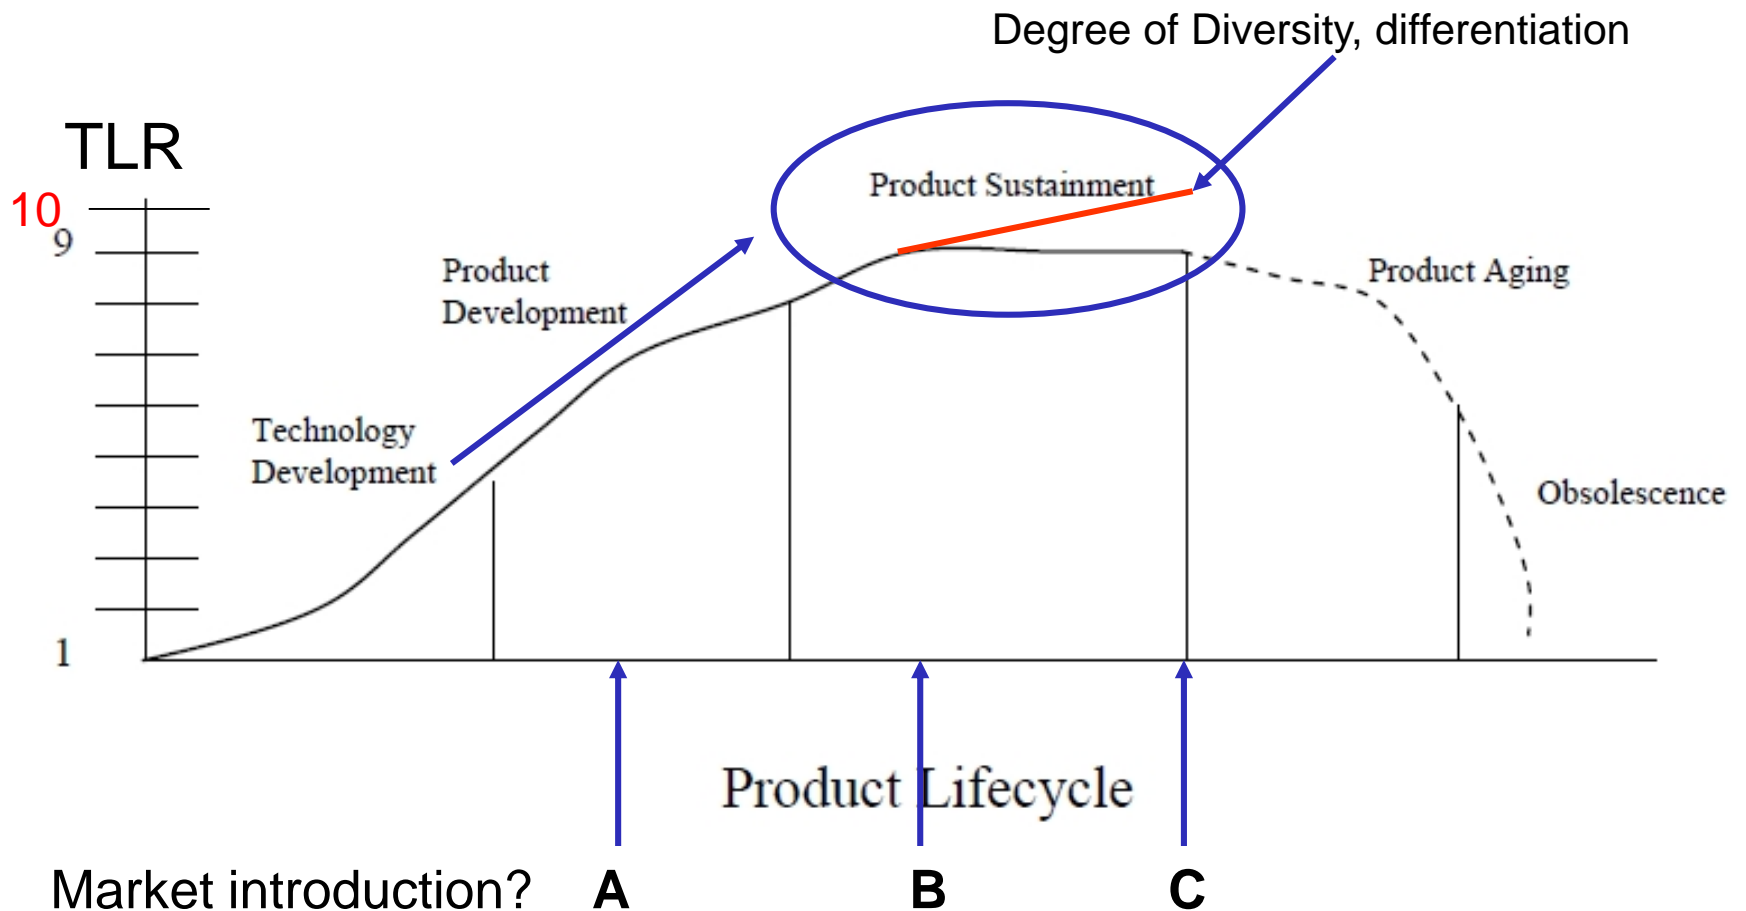 Degree of Diversity, differentiation
TLR
10
9
Product Sustainment
Product
Development
Product Aging
Technology
Development
Obsolescence
1
Product Lifecycle
Market introduction? A B C